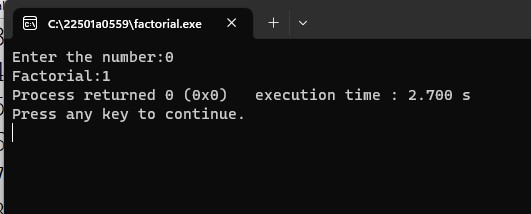 C:\22501a0559\factorial.exe
Enter the number:0
Factorial:1
Process returned 0 (0x0)   execution time : 2.700 s
Press any key to continue.